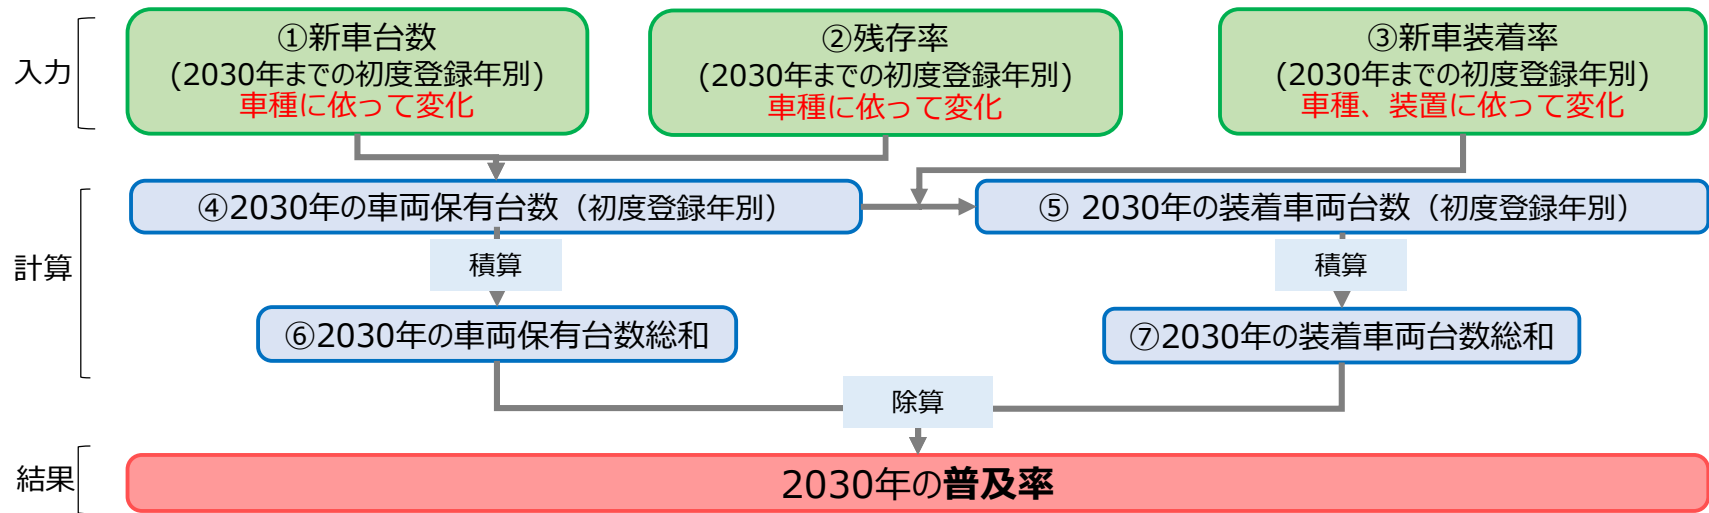 入力
①新車台数
(2030年までの初度登録年別)
車種に依って変化
②残存率
(2030年までの初度登録年別)
車種に依って変化
③新車装着率
(2030年までの初度登録年別)
車種、装置に依って変化
計算
④2030年の車両保有台数（初度登録年別）
⑤ 2030年の装着車両台数（初度登録年別）
積算
積算
⑥2030年の車両保有台数総和
⑦2030年の装着車両台数総和
除算
結果
2030年の普及率